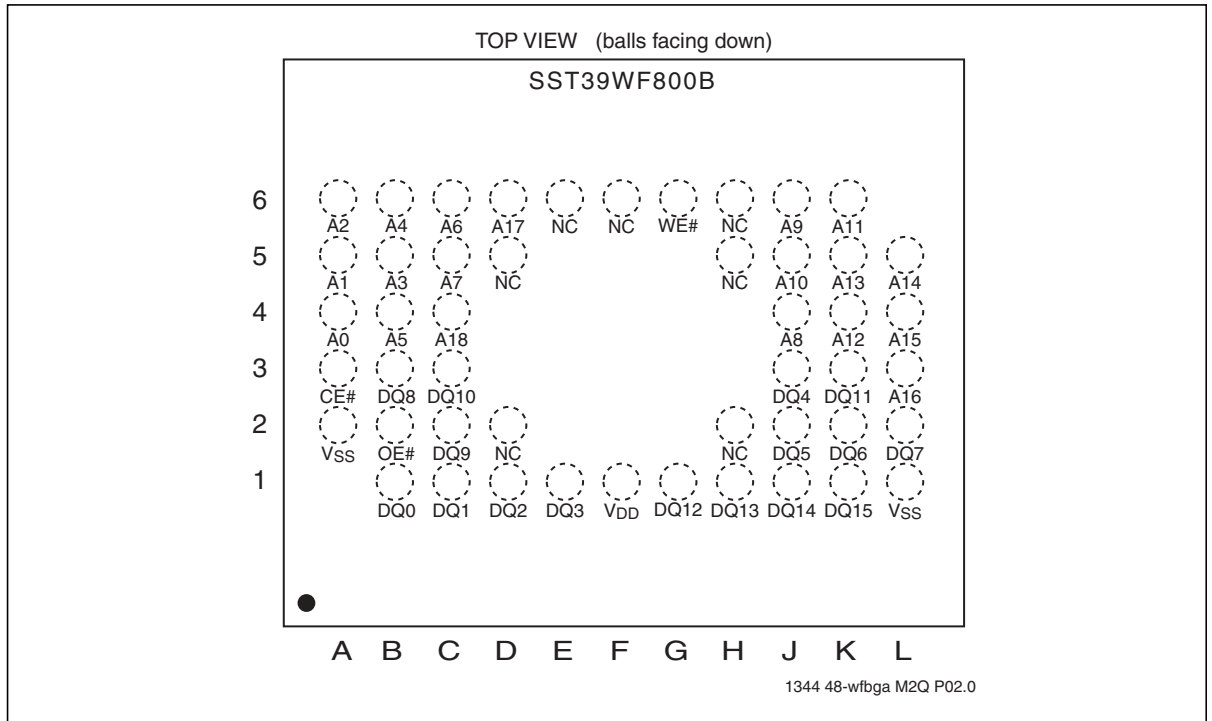 TOP VIEW (balls facing down)
SST39WF800B
6
A2 A4 A6 A17 NC NC WE# NC A9 A11
5
A1 A3 A7 NC NC A10 A13 A14
4
A0 A5 A18 A8 A12 A15
3
CE# DQ8 DQ10 DQ4 DQ11 A16
2
VSS OE# DQ9 NC NC DQ5 DQ6 DQ7
1
DQ0 DQ1 DQ2 DQ3 VDD DQ12 DQ13 DQ14 DQ15 VSS
A B C D E F G H J K L
1344 48-wfbga M2Q P02.0